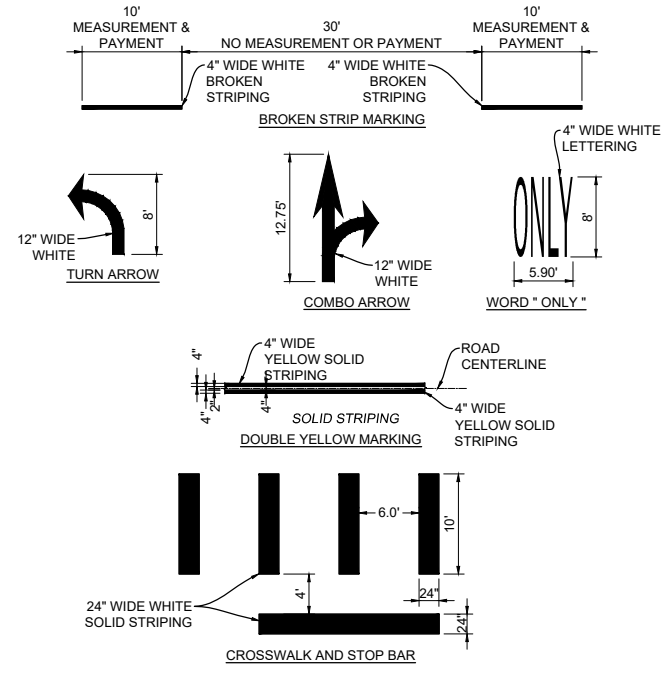 10'
MEASUREMENT &
PAYMENT
30'
NO MEASUREMENT OR PAYMENT
10'
MEASUREMENT &
PAYMENT
4" WIDE WHITE
BROKEN
STRIPING
4" WIDE WHITE
BROKEN
STRIPING
BROKEN STRIP MARKING
8'
12" WIDE
WHITE
TURN ARROW
12.75'
12" WIDE
WHITE
COMBO ARROW
4" WIDE WHITE
LETTERING
ONLY
8'
5.90'
WORD " ONLY "
4"
4" WIDE
YELLOW SOLID
STRIPING
ROAD
CENTERLINE
4"
2"
4"
4" WIDE
YELLOW SOLID
STRIPING
SOLID STRIPING
DOUBLE YELLOW MARKING
6.0'
10'
4'
24"
24" WIDE WHITE
SOLID STRIPING
24"
CROSSWALK AND STOP BAR